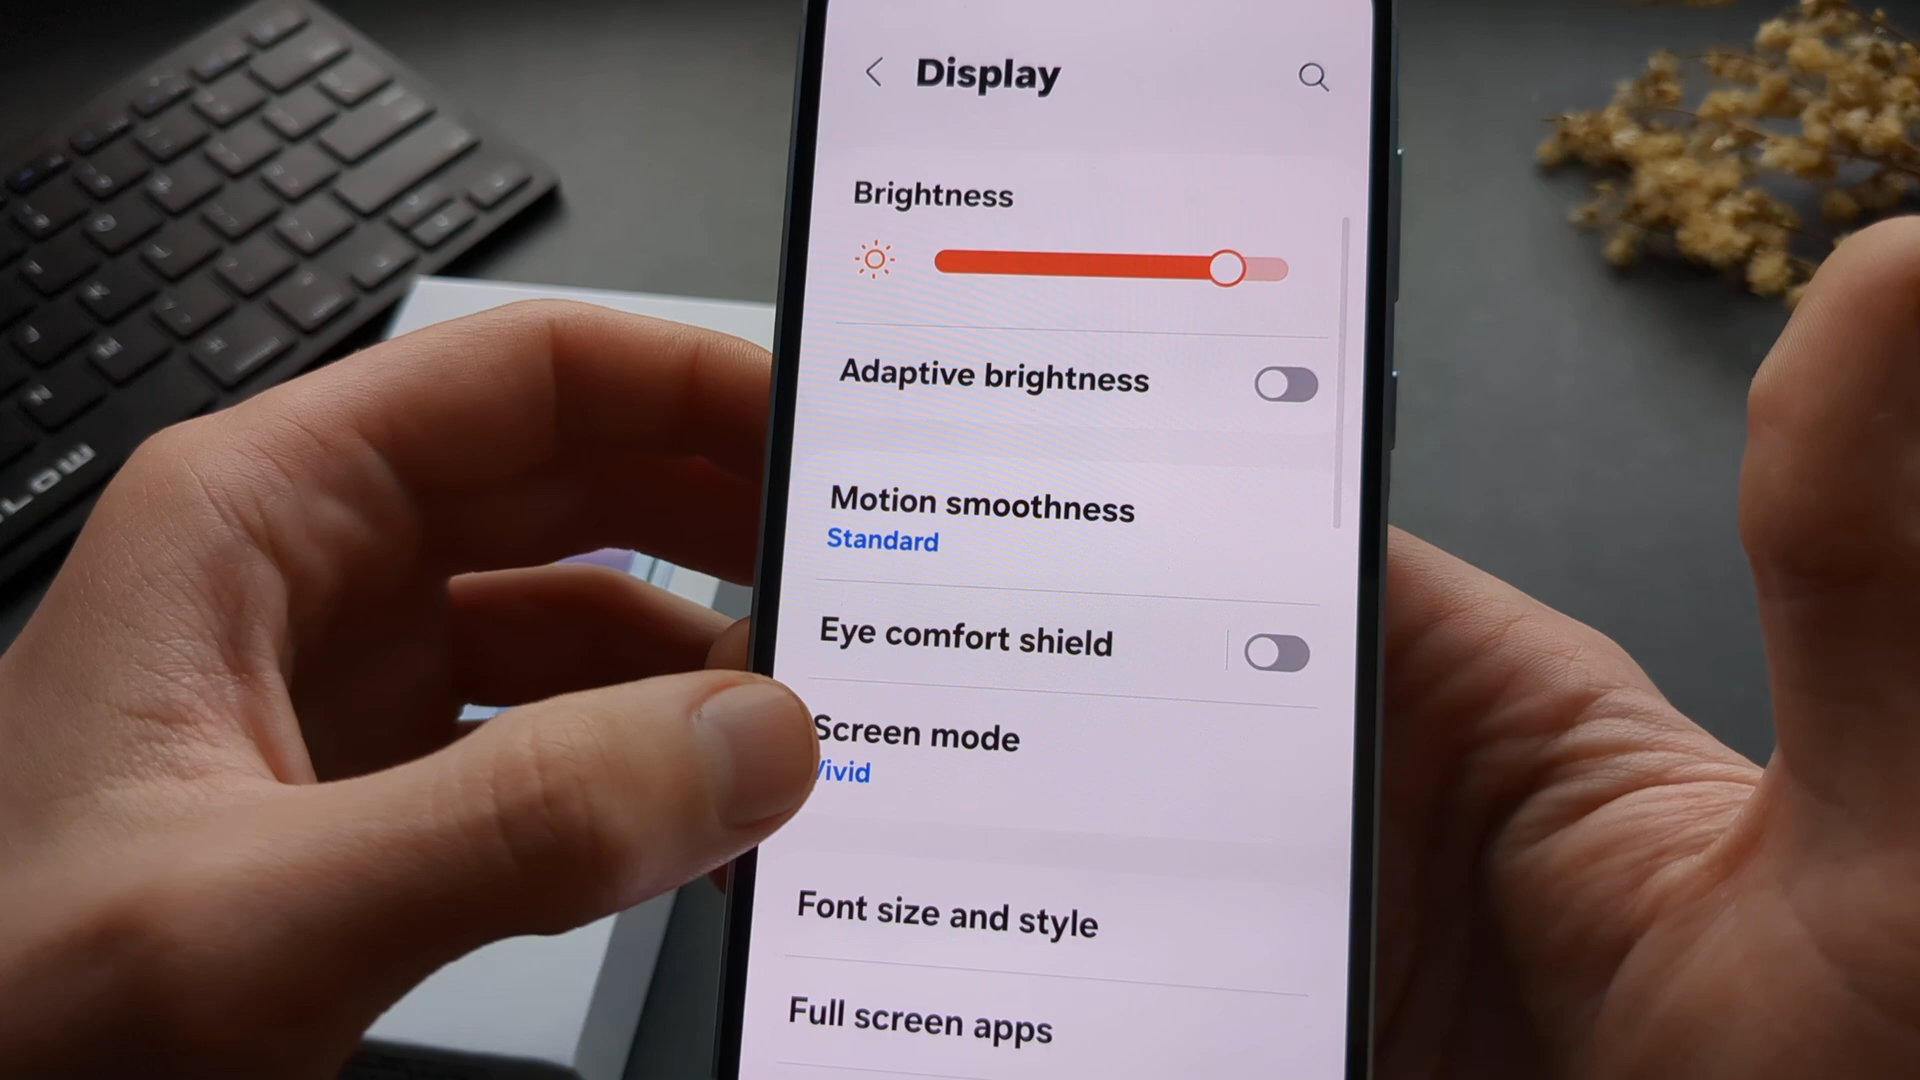 Display
Brightness
Adaptive brightness
Motion smoothness
Standard
Eye comfort shield
Screen mode
Vivid
Font size and style
Full screen apps